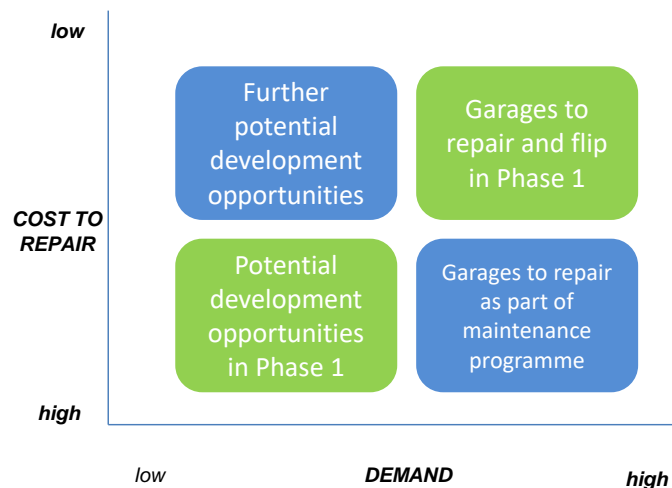 low
Further
potential
development
opportunities
Garages to
repair and flip
in Phase 1
COST TO
REPAIR
Potential
development
opportunities
in Phase 1
Garages to repair
as part of
maintenance
programme
high
low
DEMAND
high